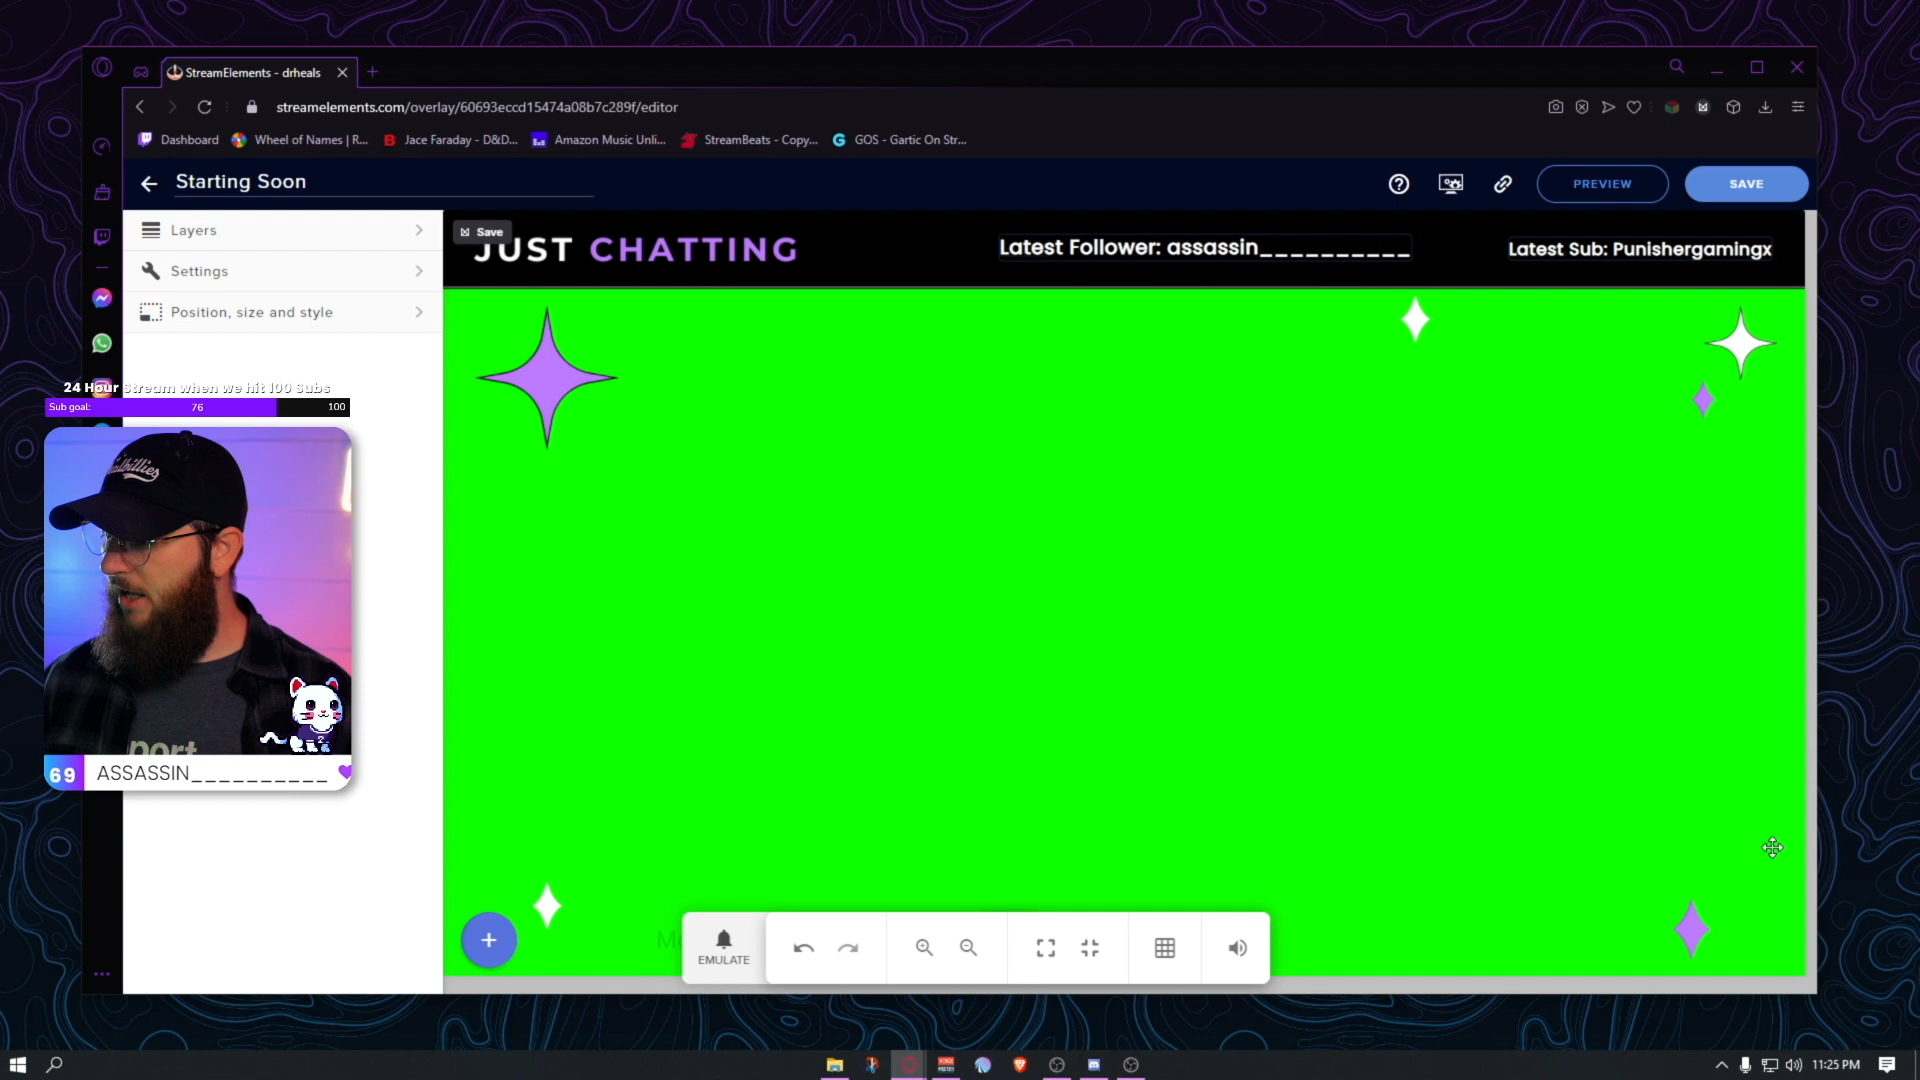 StreamElements - drheals
streamelements.com/overlay/60693eccd15474a08b7c289f/editor
Dashboard
Wheel of Names | R...
Jace Faraday - D&D...
Amazon Music Unli...
StreamBeats - Copy...
GOS - Gartic On Str...
Starting Soon
PREVIEW
SAVE
Layers
Settings
Position, size and style
Save
JUST CHATTING
Latest Follower: assassin__________
Latest Sub: Punishergamingx
24 Hour Stream when we hit 100 Subs
Sub goal: 76 100
69 ASSASSIN__________
EMULATE
11:25 PM